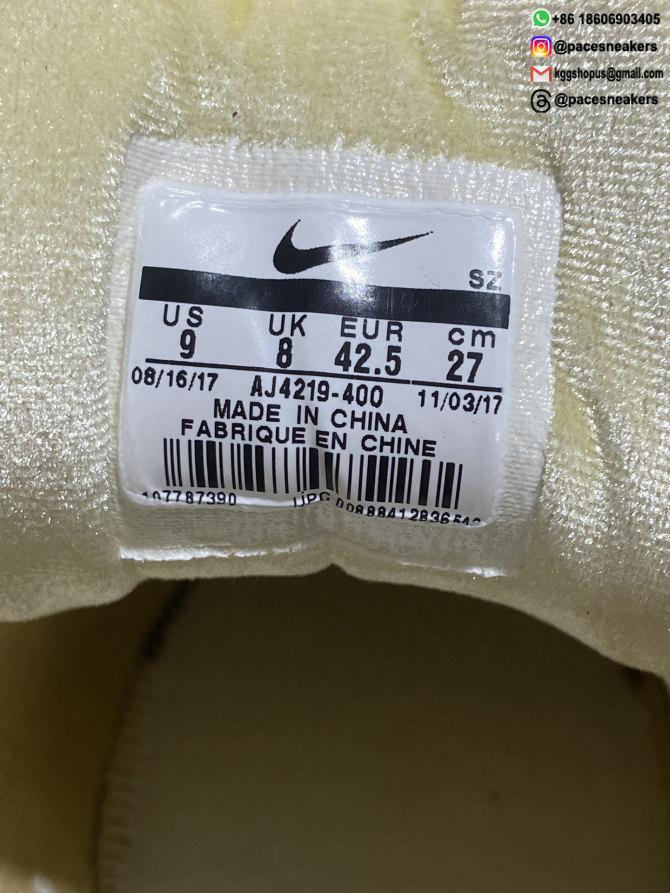 +86 18606903405
@pacesneakers
kggshopus@gmail.com
@pacesneakers
SZ
US UK EUR cm
9 8 42.5 27
08/16/17 AJ4219-400 11/03/17
MADE IN CHINA
FABRIQUE EN CHINE
UPC